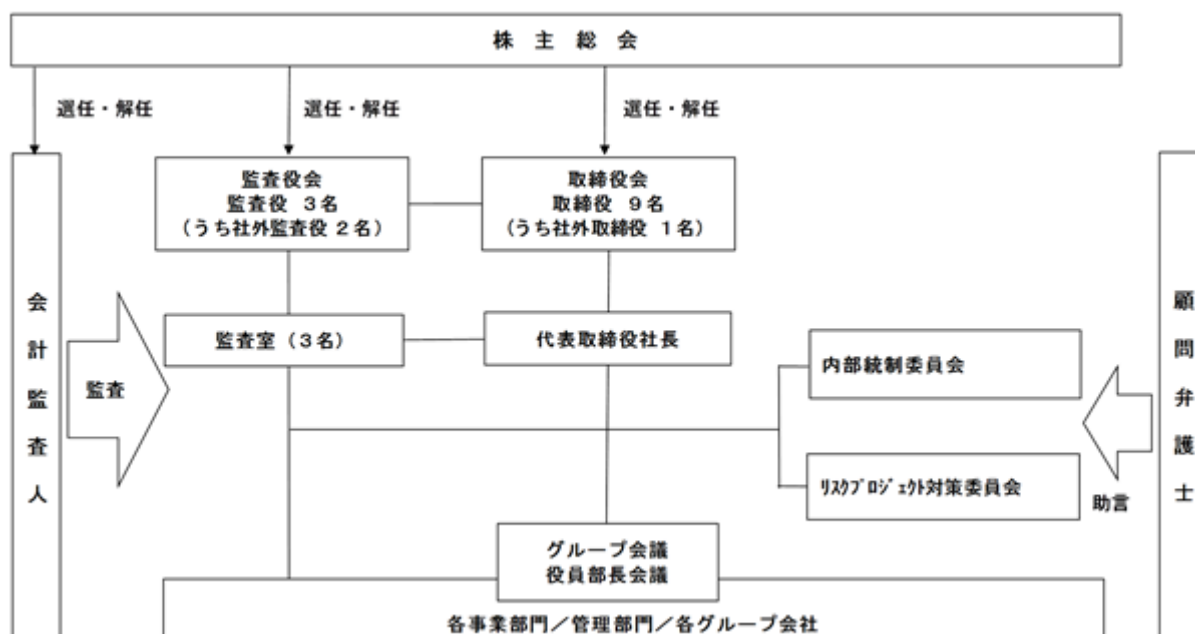 株主総会
選任・解任
選任・解任
選任・解任
監査役会
監査役 3名
(うち社外監査役 2名)
取締役会
取締役 9名
(うち社外取締役 1名)
会計監査人
監査
監査室 (3名)
代表取締役社長
内部統制委員会
ﾘｽｸﾌﾟﾛｼﾞｪｸﾄ対策委員会
助言
顧問弁護士
グループ会議
役員部長会議
各事業部門／管理部門／各グループ会社